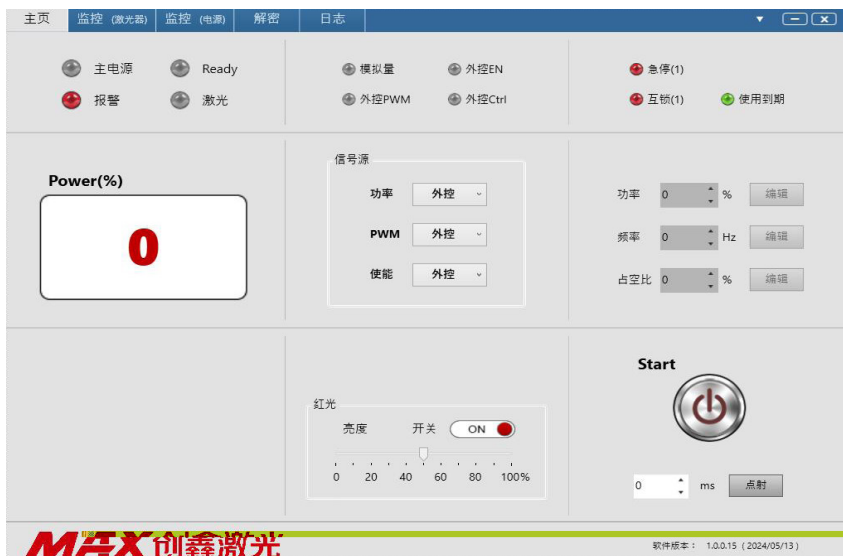 主页 监控 (激光器) 监控 (电源) 解密 日志
主电源 Ready
报警 激光
模拟量 外控EN
外控PWM 外控Ctrl
急停(1)
互锁(1) 使用到期
Power(%)
0
信号源
功率 外控
PWM 外控
使能 外控
功率 0 % 编辑
频率 0 Hz 编辑
占空比 0 % 编辑
红光
亮度 开关 ON
0 20 40 60 80 100%
Start
0 ms 点射
MAX 创鑫激光
软件版本： 1.0.0.15 ( 2024/05/13 )